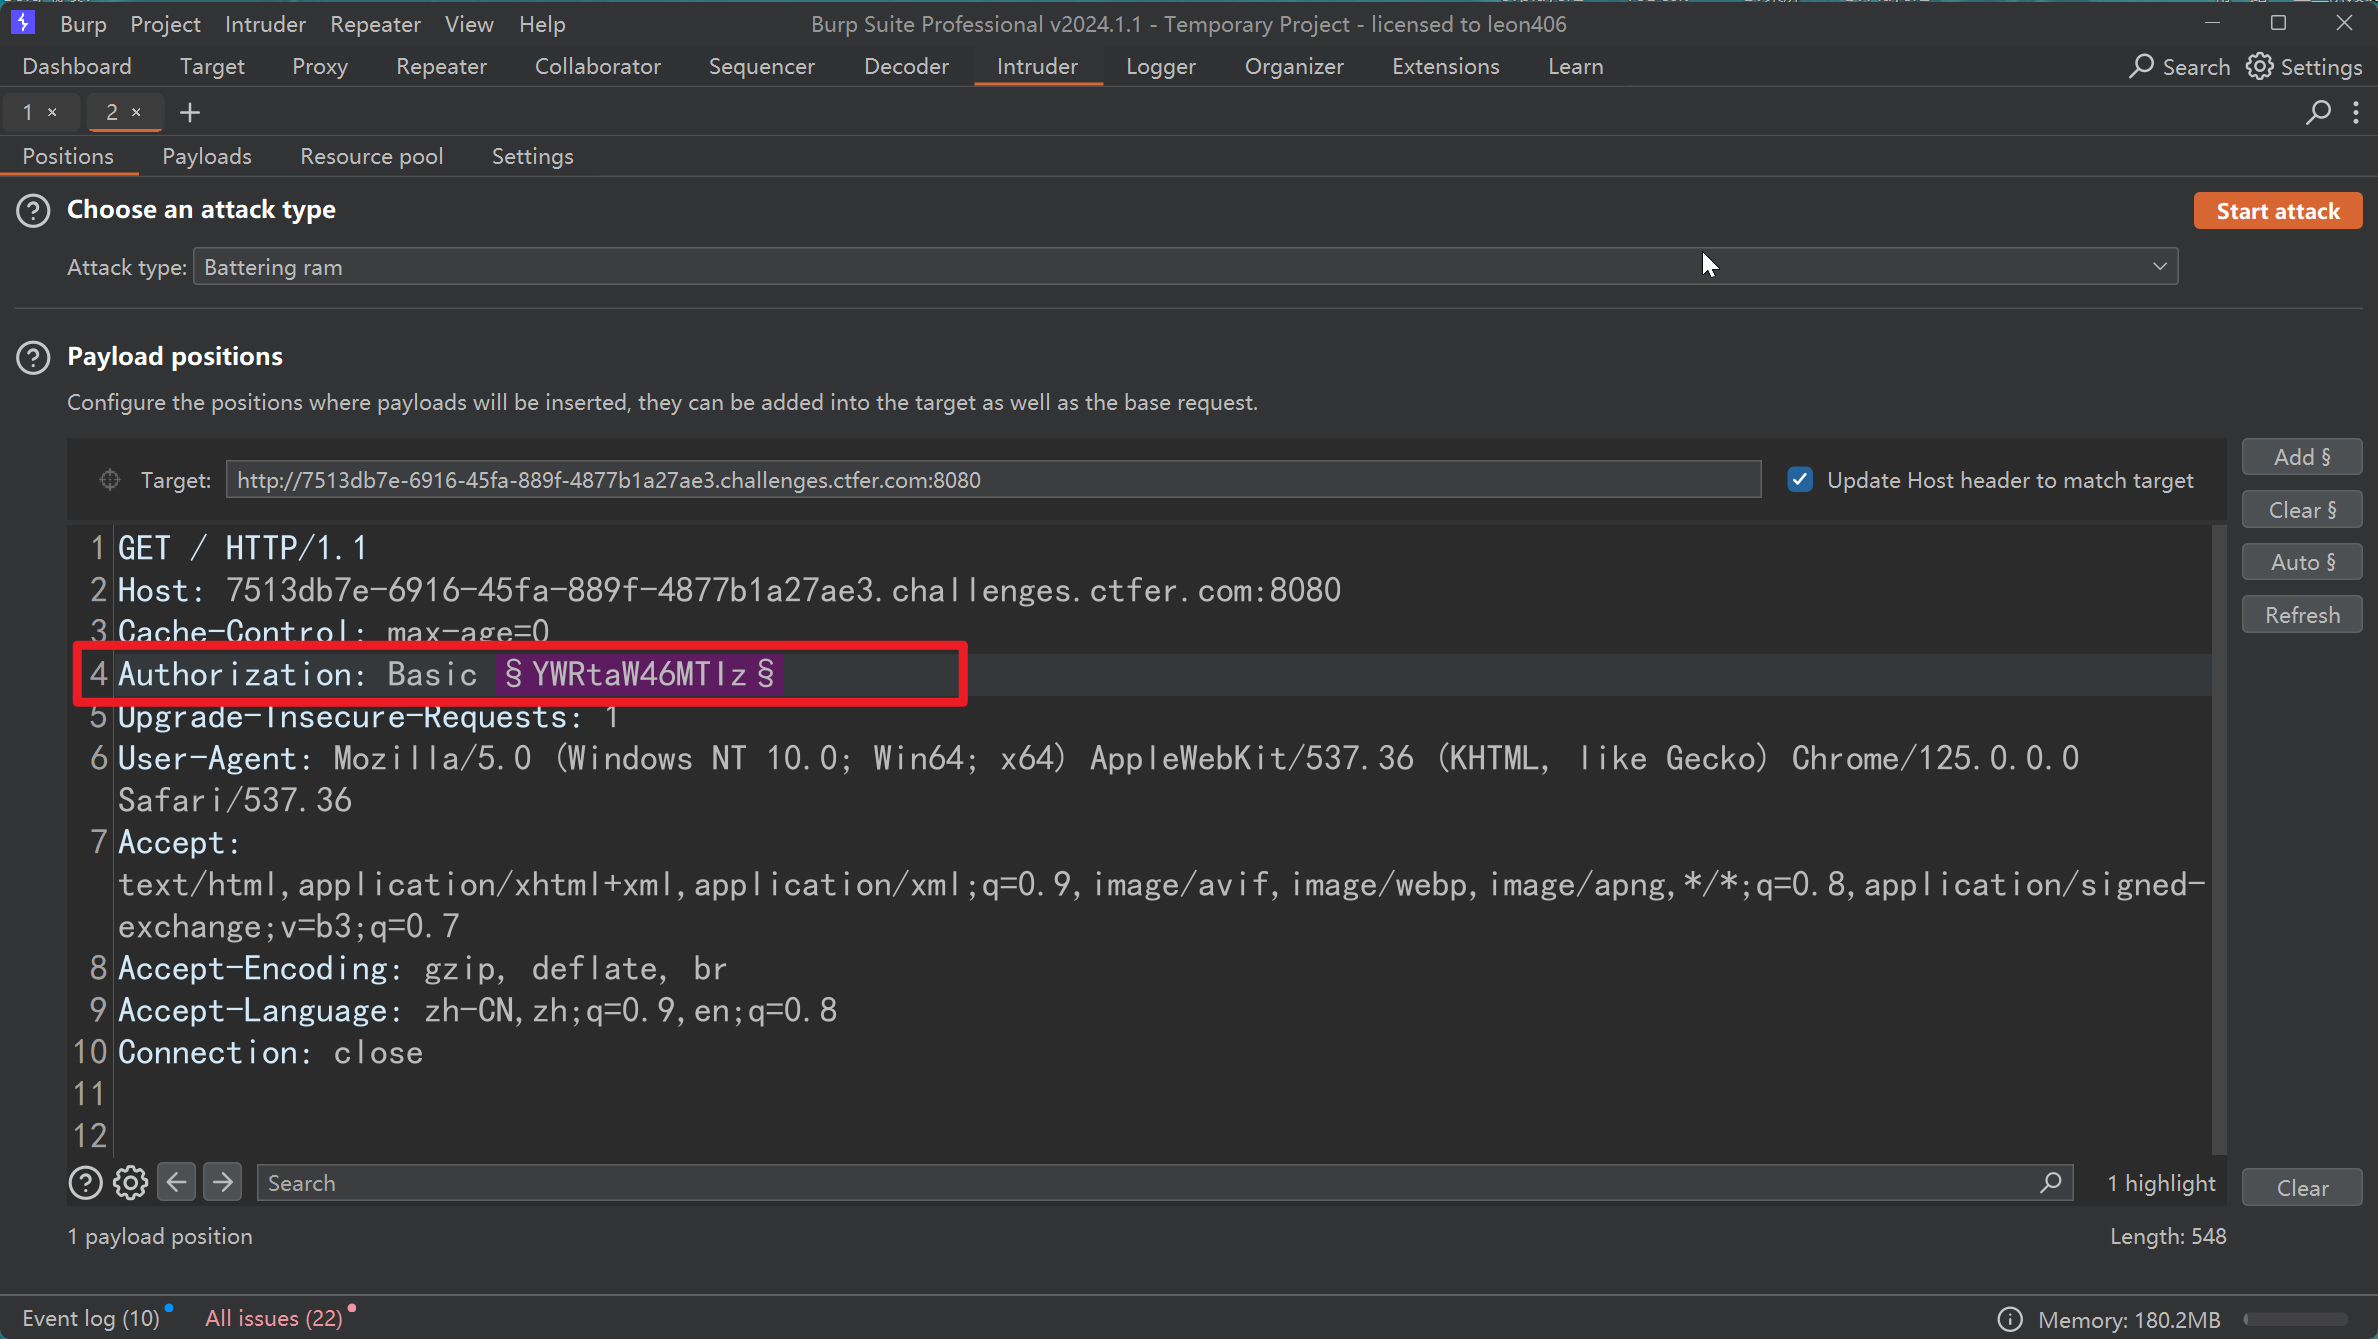 Burp Project Intruder Repeater View Help
Burp Suite Professional v2024.1.1 - Temporary Project - licensed to leon406
Dashboard Target Proxy Repeater Collaborator Sequencer Decoder Intruder Logger Organizer Extensions Learn
Search Settings
1 × 2 × +
Positions Payloads Resource pool Settings
Choose an attack type
Start attack
Attack type: Battering ram
Payload positions
Configure the positions where payloads will be inserted, they can be added into the target as well as the base request.
Target: http://7513db7e-6916-45fa-889f-4877b1a27ae3.challenges.ctfer.com:8080
Update Host header to match target
Add §
Clear §
Auto §
Refresh
1 GET / HTTP/1.1
2 Host: 7513db7e-6916-45fa-889f-4877b1a27ae3.challenges.ctfer.com:8080
3 Cache-Control: max-age=0
4 Authorization: Basic §YWRtaW46MTIz§
5 Upgrade-Insecure-Requests: 1
6 User-Agent: Mozilla/5.0 (Windows NT 10.0; Win64; x64) AppleWebKit/537.36 (KHTML, like Gecko) Chrome/125.0.0.0
Safari/537.36
7 Accept:
text/html,application/xhtml+xml,application/xml;q=0.9,image/avif,image/webp,image/apng,*/*;q=0.8,application/signed-
exchange;v=b3;q=0.7
8 Accept-Encoding: gzip, deflate, br
9 Accept-Language: zh-CN,zh;q=0.9,en;q=0.8
10 Connection: close
11
12
Search
1 highlight
Clear
1 payload position
Length: 548
Event log (10) All issues (22)
Memory: 180.2MB